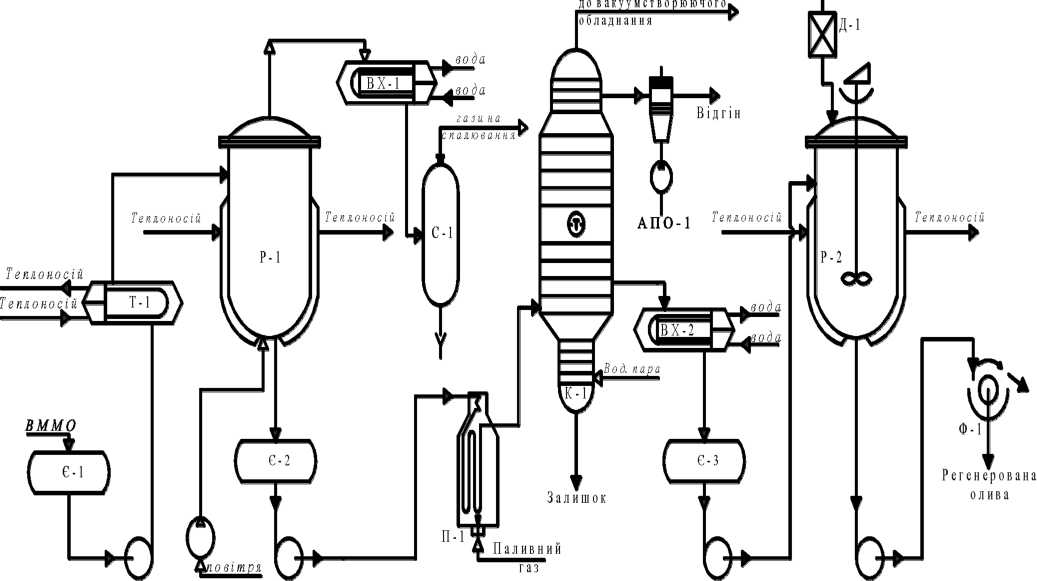 до вакуумстворюючого
обладнання
Д-1
вода
ВХ-1
вода
Відгін
гази на
спалювання
АПО-1
Теплоносій
Теплоносій
С-1
Теплоносій
Теплоносій
Р-1
Р-2
Теплоносій
Т-1
Теплоносій
вода
ВХ-2
вода
Вод. пара
К-1
ВММО
Є-1
Є-2
Є-3
Ф-1
Регенерована
олива
Залишок
П-1
Паливний
газ
повітря